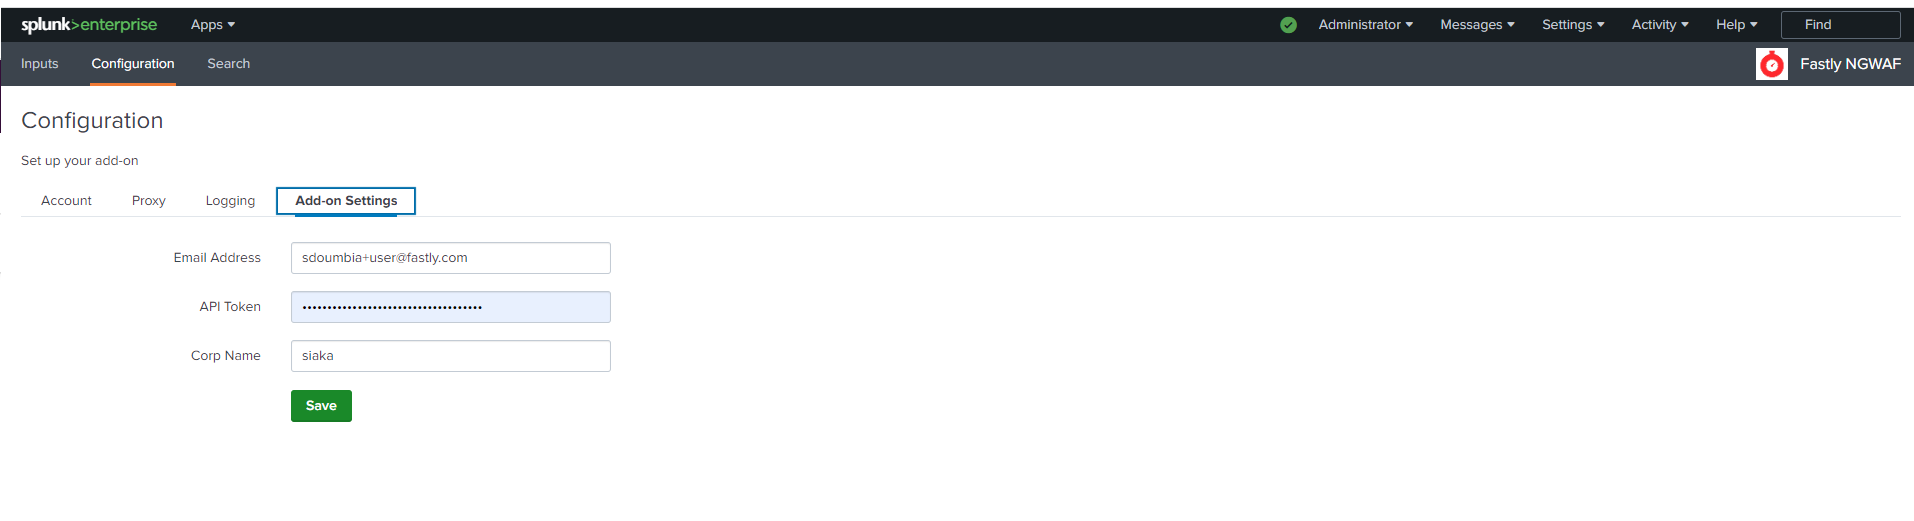 splunk>enterprise Apps Administrator Messages Settings Activity Help Find
Inputs Configuration Search Fastly NGWAF
Configuration
Set up your add-on
Account Proxy Logging Add-on Settings
Email Address sdoumbia+user@fastly.com
API Token ••••••••••••••••••••••••••••••••••••
Corp Name siaka
Save